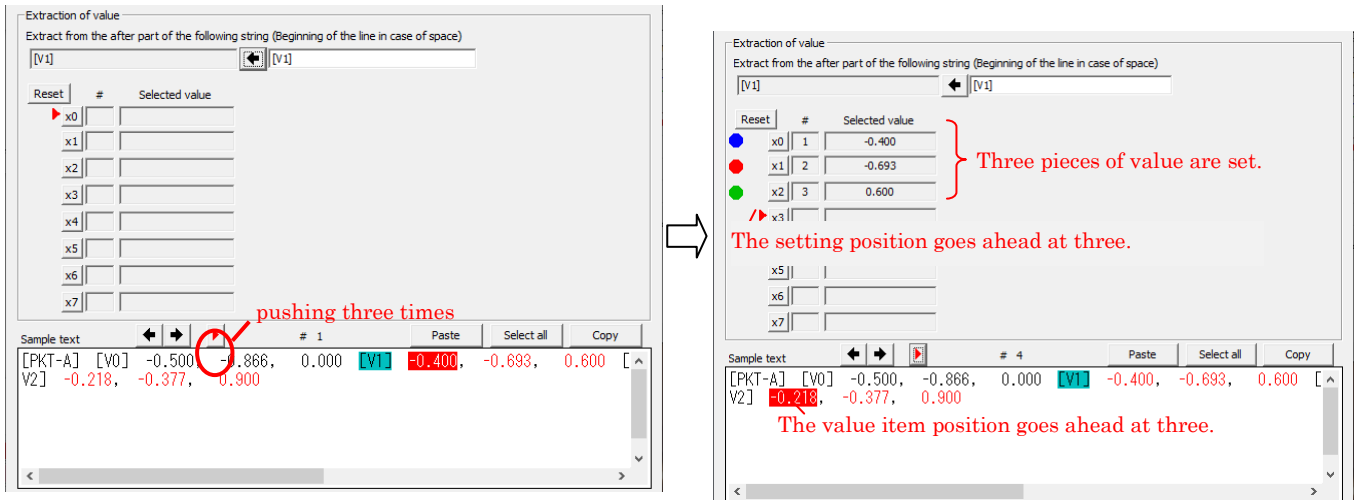 Extraction of value
Extract from the after part of the following string (Beginning of the line in case of space)
[V1] [V1]
Reset # Selected value
x0
x1
x2
x3
x4
x5
x6
x7
pushing three times
Sample text # 1 Paste Select all Copy
[PKT-A] [V0] -0.500, -0.866, 0.000 [V1] -0.400, -0.693, 0.600 [
V2] -0.218, -0.377, 0.900
Extraction of value
Extract from the after part of the following string (Beginning of the line in case of space)
[V1] [V1]
Reset # Selected value
x0 1 -0.400
x1 2 -0.693
x2 3 0.600
Three pieces of value are set.
x3
The setting position goes ahead at three.
x5
x6
x7
Sample text # 4 Paste Select all Copy
[PKT-A] [V0] -0.500, -0.866, 0.000 [V1] -0.400, -0.693, 0.600 [
V2] -0.218, -0.377, 0.900
The value item position goes ahead at three.